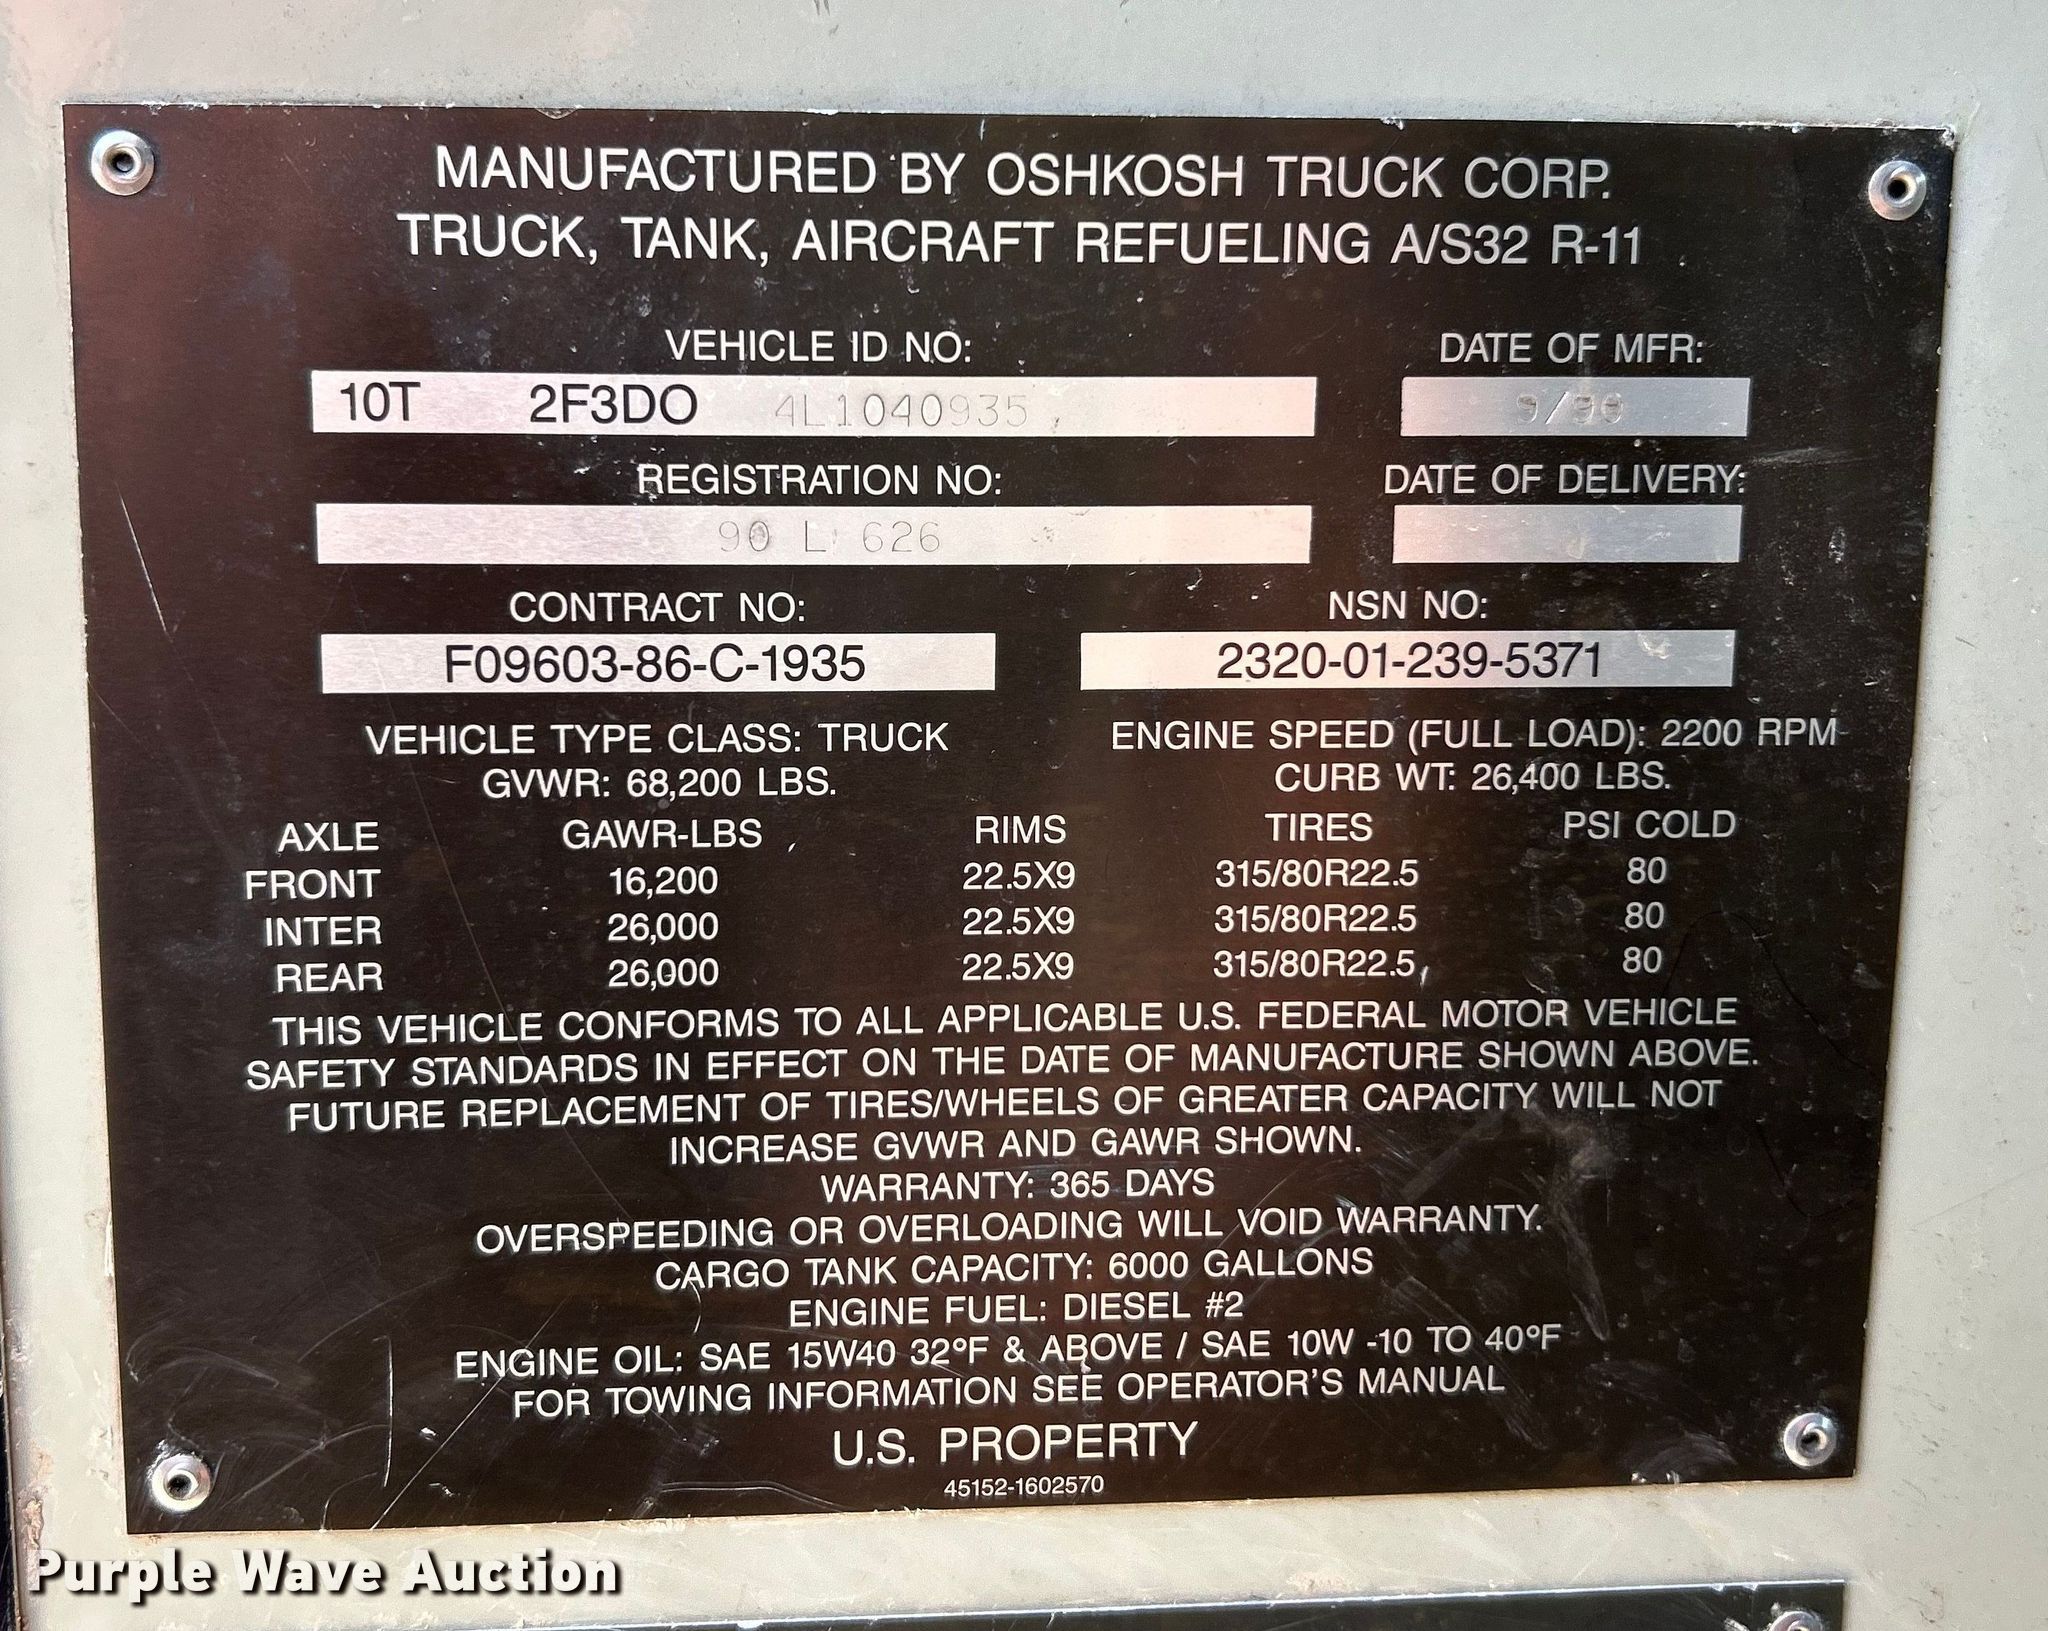 MANUFACTURED BY OSHKOSH TRUCK CORP.
TRUCK, TANK, AIRCRAFT REFUELING A/S32 R-11
VEHICLE ID NO: DATE OF MFR:
10T 2F3DO 4L1040935 9/90
REGISTRATION NO: DATE OF DELIVERY:
90 L 626
CONTRACT NO: NSN NO:
F09603-86-C-1935 2320-01-239-5371
VEHICLE TYPE CLASS: TRUCK ENGINE SPEED (FULL LOAD): 2200 RPM
GVWR: 68,200 LBS. CURB WT: 26,400 LBS.
AXLE GAWR-LBS RIMS TIRES PSI COLD
FRONT 16,200 22.5X9 315/80R22.5 80
INTER 26,000 22.5X9 315/80R22.5 80
REAR 26,000 22.5X9 315/80R22.5 80
THIS VEHICLE CONFORMS TO ALL APPLICABLE U.S. FEDERAL MOTOR VEHICLE
SAFETY STANDARDS IN EFFECT ON THE DATE OF MANUFACTURE SHOWN ABOVE.
FUTURE REPLACEMENT OF TIRES/WHEELS OF GREATER CAPACITY WILL NOT
INCREASE GVWR AND GAWR SHOWN.
WARRANTY: 365 DAYS
OVERSPEEDING OR OVERLOADING WILL VOID WARRANTY.
CARGO TANK CAPACITY: 6000 GALLONS
ENGINE FUEL: DIESEL #2
ENGINE OIL: SAE 15W40 32°F & ABOVE / SAE 10W -10 TO 40°F
FOR TOWING INFORMATION SEE OPERATOR'S MANUAL
U.S. PROPERTY
45152-1602570
Purple Wave Auction